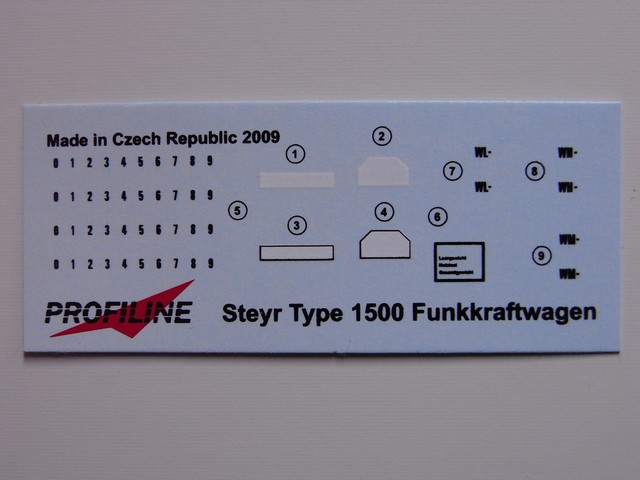 Made in Czech Republic 2009
0 1 2 3 4 5 6 7 8 9
0 1 2 3 4 5 6 7 8 9
0 1 2 3 4 5 6 7 8 9
0 1 2 3 4 5 6 7 8 9
5
1
2
3
4
6
7
WL-
WL-
8
WH-
WH-
9
WM-
WM-
PROFILINE
Steyr Type 1500 Funkkraftwagen